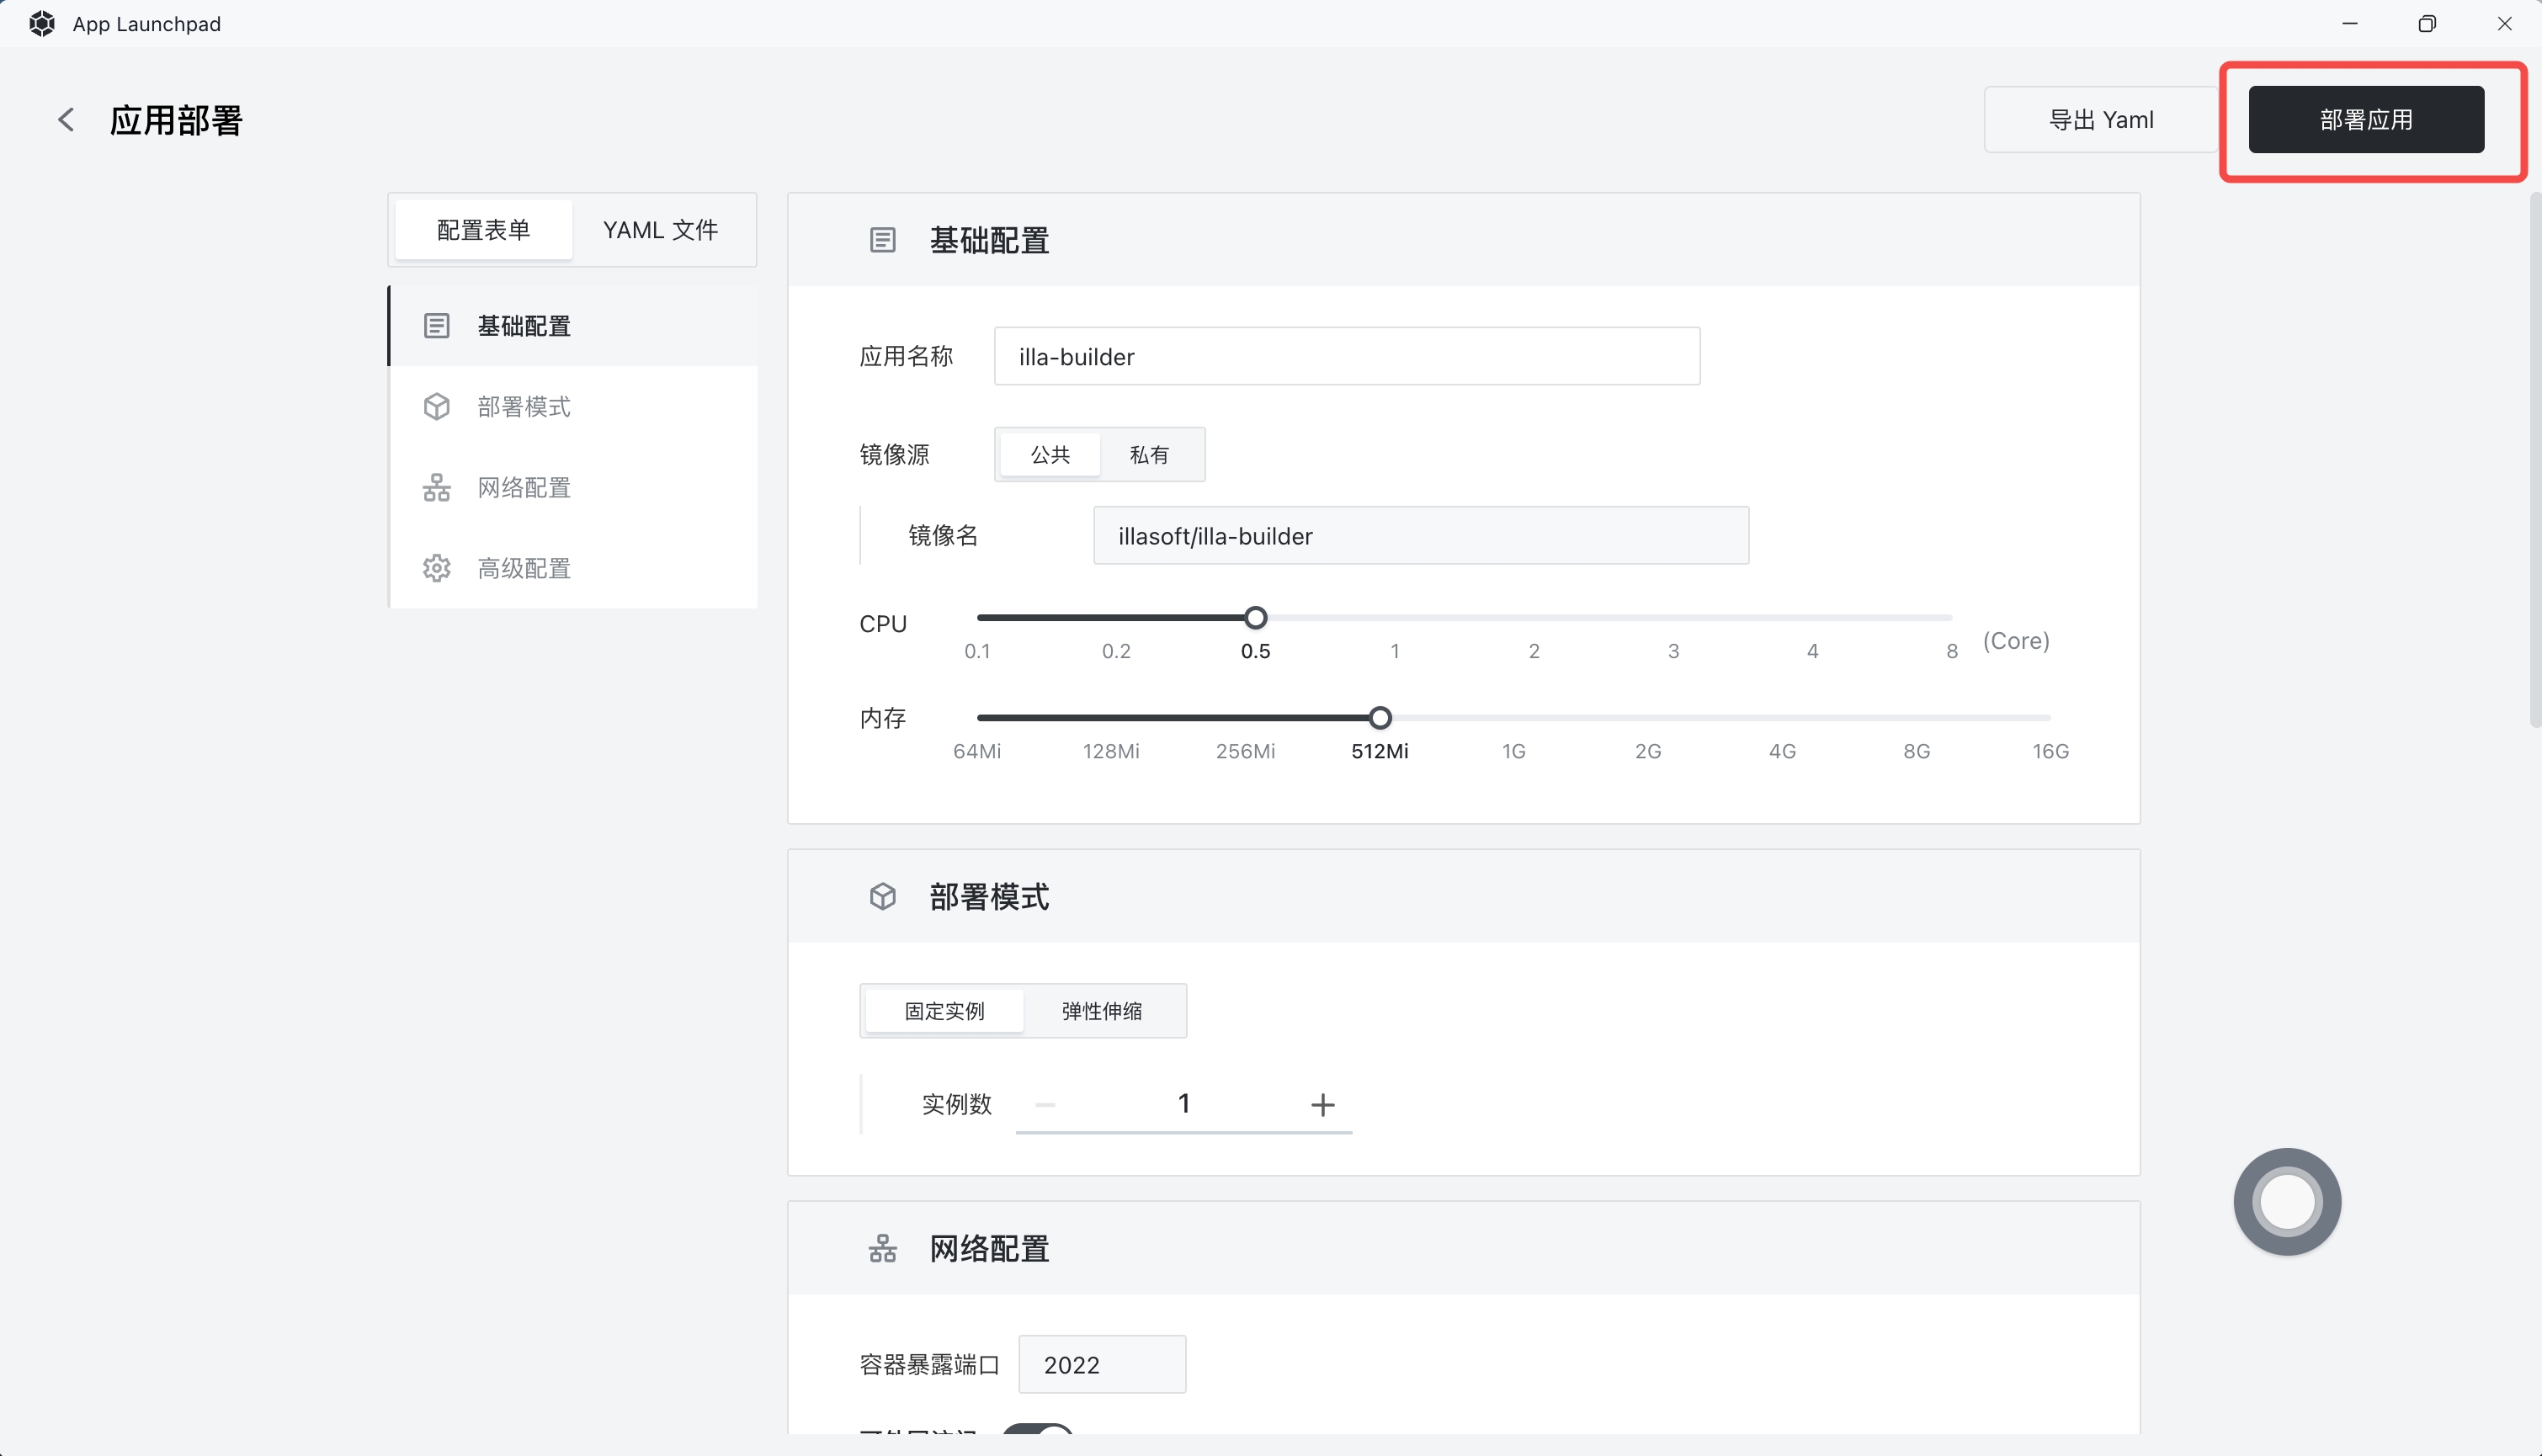 App Launchpad
应用部署
导出 Yaml
部署应用
配置表单
YAML 文件
基础配置
部署模式
网络配置
高级配置
基础配置
应用名称
illa-builder
镜像源
公共
私有
镜像名
illasoft/illa-builder
CPU
0.1 0.2 0.5 1 2 3 4 8 (Core)
内存
64Mi 128Mi 256Mi 512Mi 1G 2G 4G 8G 16G
部署模式
固定实例
弹性伸缩
实例数
1
网络配置
容器暴露端口
2022